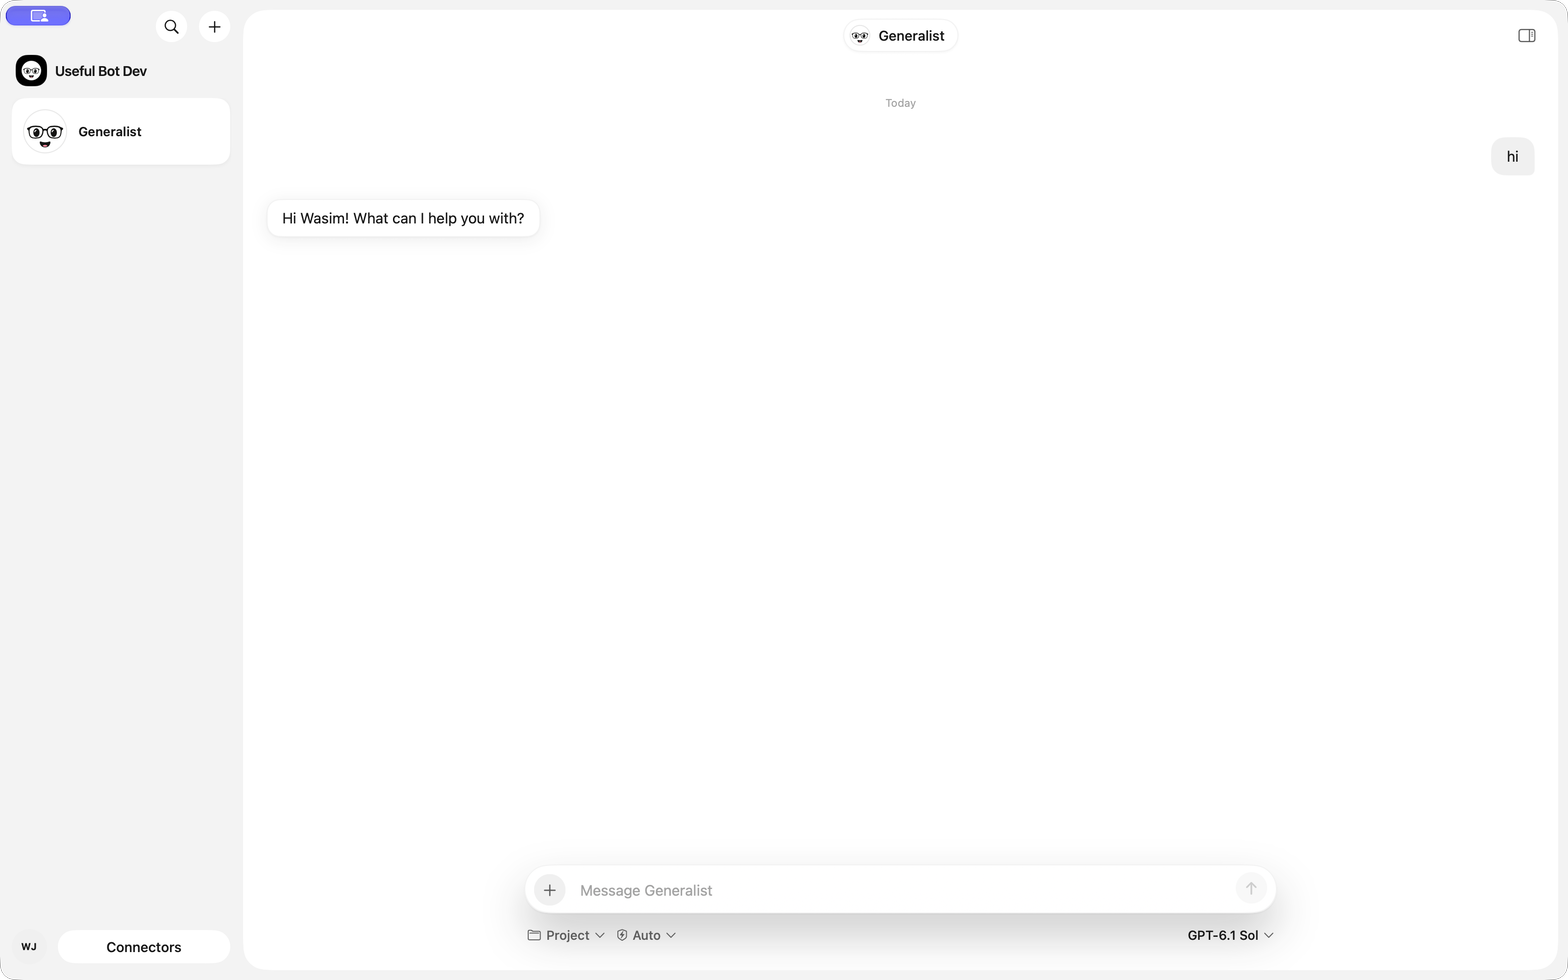 Useful Bot Dev
Generalist
Generalist
Today
hi
Hi Wasim! What can I help you with?
Message Generalist
Project
Auto
GPT-6.1 Sol
WJ
Connectors